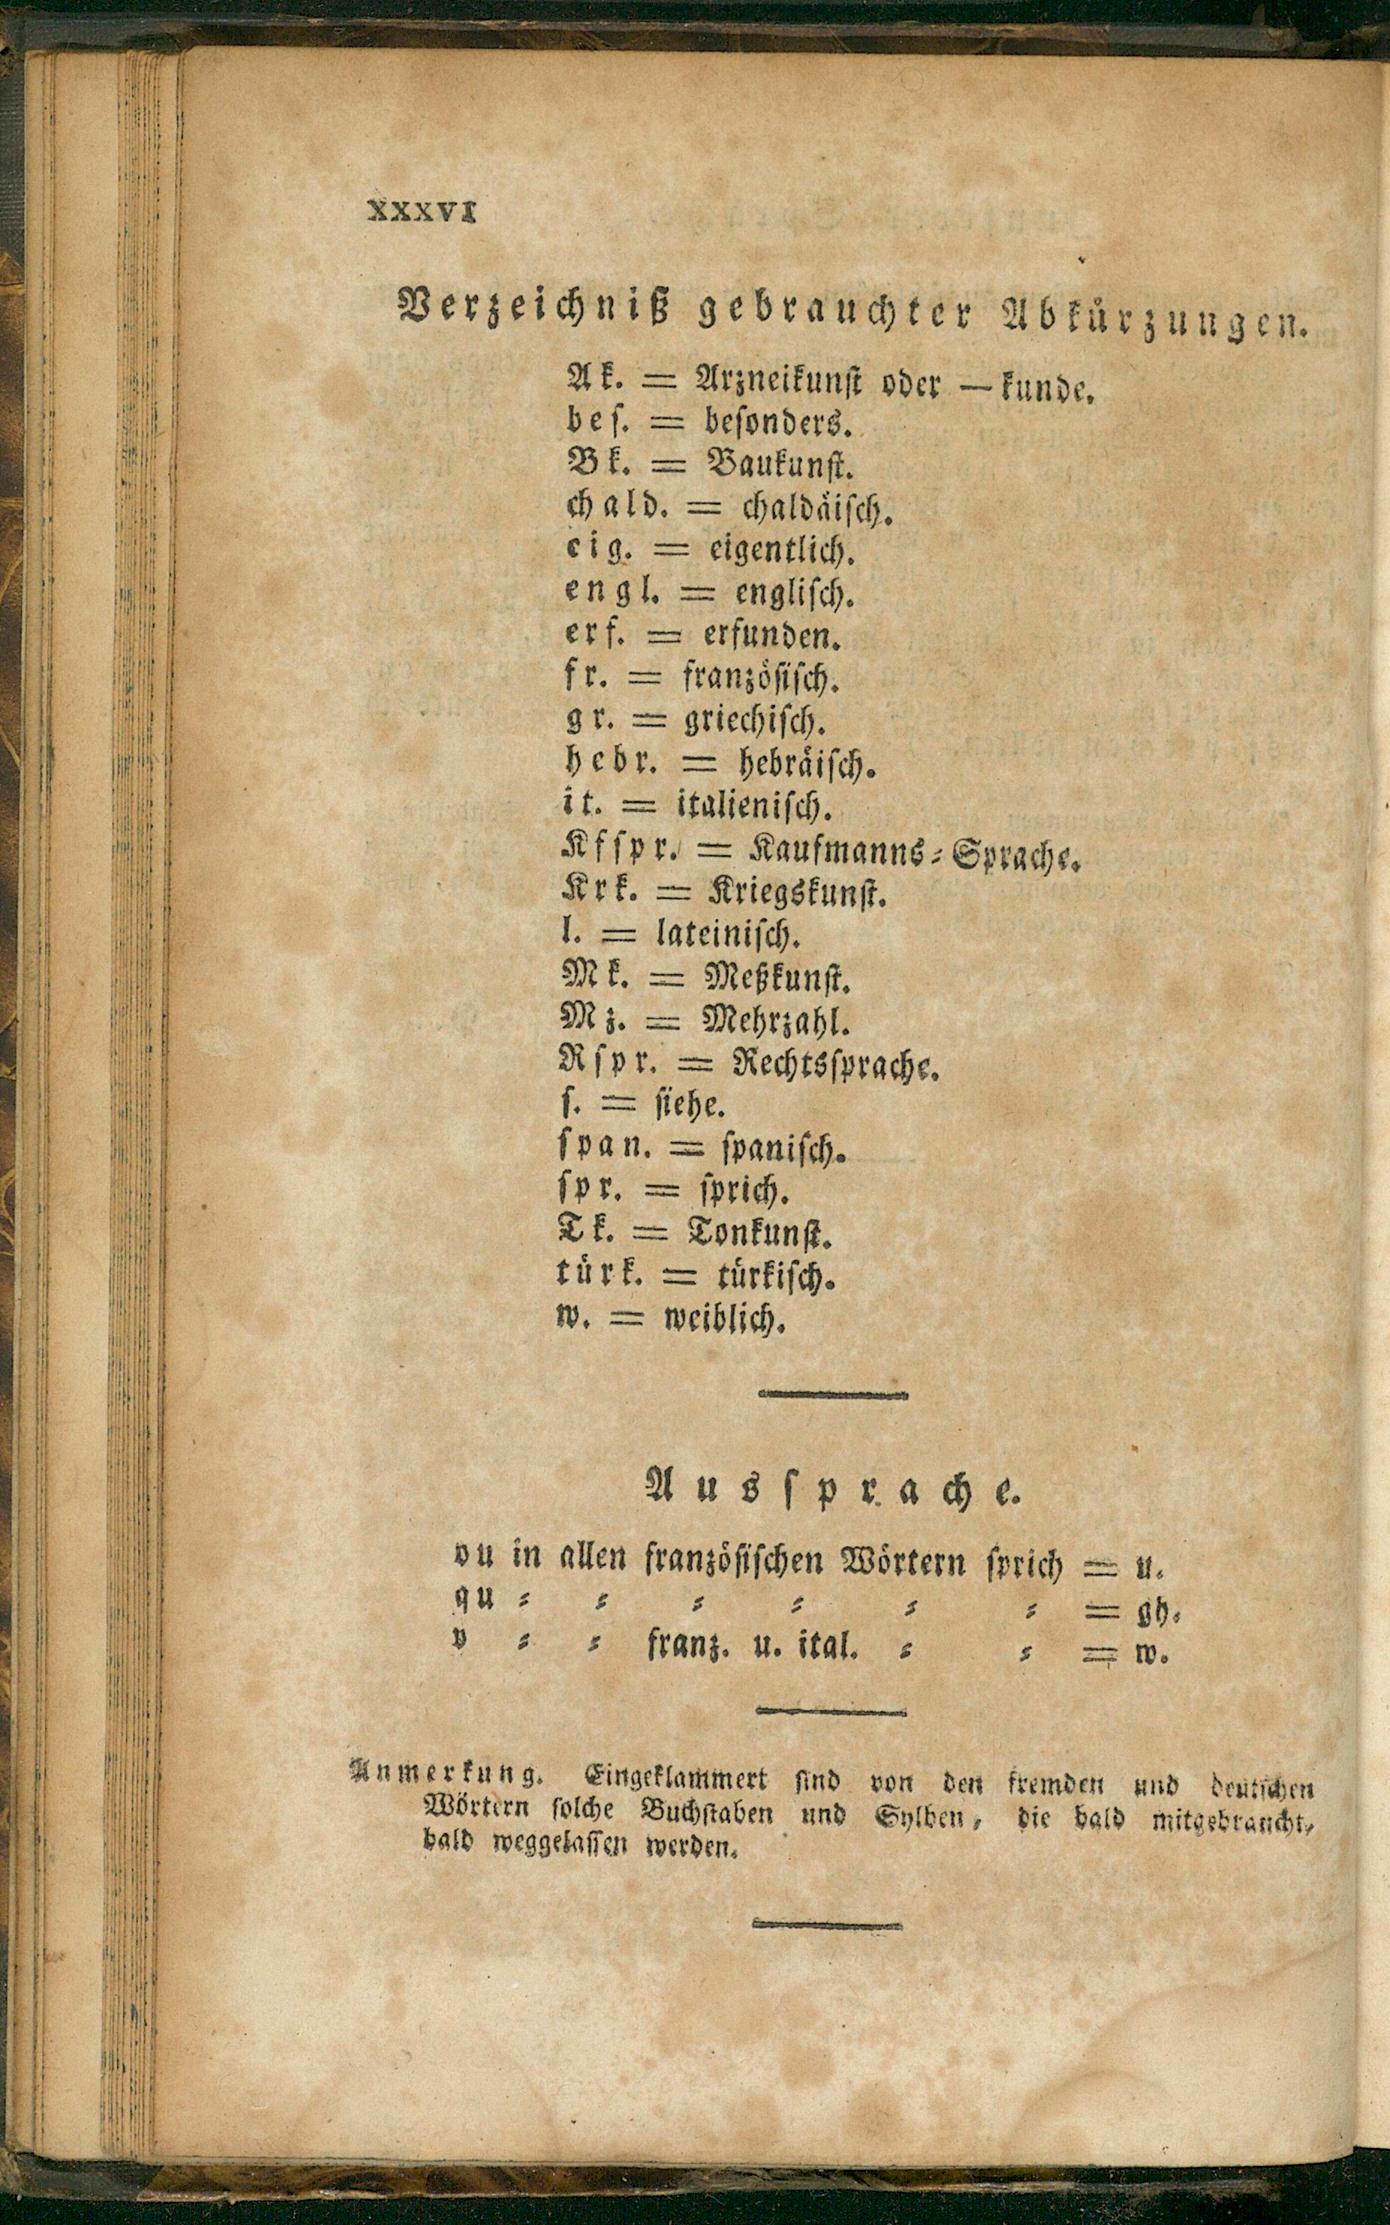 XXXVI
Verzeichniß gebrauchter Abkürzungen.
Ak. = Arzneikunſt oder — kunde.
beſ. = beſonders.
Bk. = Baukunſt.
chald. = chaldäiſch.
eig. = eigentlich.
engl. = engliſch.
erf. = erfunden.
fr. = franzöſiſch.
gr. = griechiſch.
hebr. = hebräiſch.
it. = italieniſch.
Kfſpr. = Kaufmanns⸗Sprache.
Krk. = Kriegskunſt.
l. = lateiniſch.
Mk. = Meßkunſt.
Mz. = Mehrzahl.
Rſpr. = Rechtsſprache.
ſ. = ſiehe.
ſpan. = ſpaniſch.
ſpr. = ſprich.
Tk. = Tonkunſt.
türk. = türkiſch.
w. = weiblich.
Ausſprache.
ou in allen franzöſiſchen Wörtern ſprich = u.
qu ⸗ ⸗ ⸗ ⸗ ⸗ ⸗ = gh.
v ⸗ ⸗ franz. u. ital. ⸗ ⸗ = w.
Anmerkung. Eingeklammert ſind von den fremden und deutſchen
Wörtern ſolche Buchſtaben und Sylben, die bald mitgebraucht,
bald weggelaſſen werden.